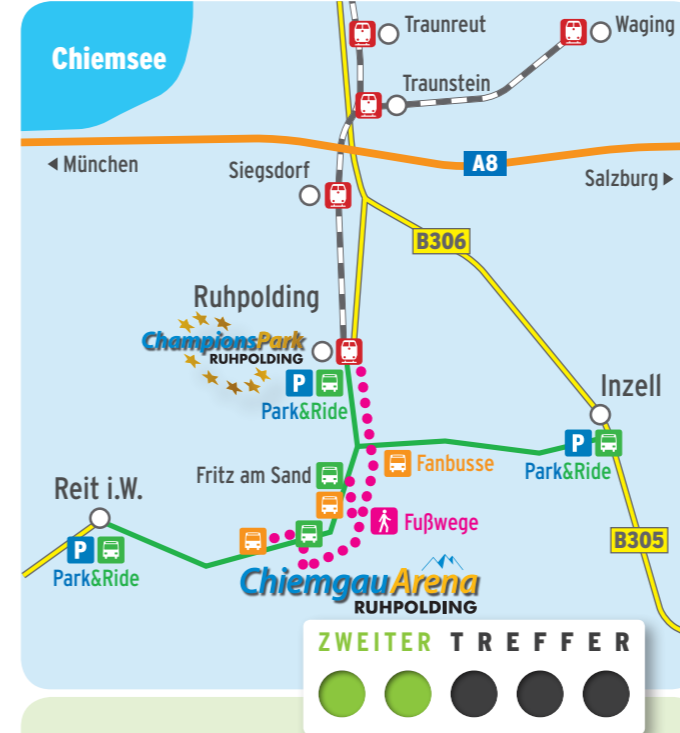 Chiemsee
Traunreut
Waging
Traunstein
◄ München
A8
Salzburg ►
Siegsdorf
B306
Ruhpolding
ChampionsPark
RUHPOLDING
P
Park&Ride
Inzell
P
Park&Ride
Fanbusse
Fritz am Sand
Reit i.W.
P
Park&Ride
Fußwege
B305
ChiemgauArena
RUHPOLDING
ZWEITER TREFFER